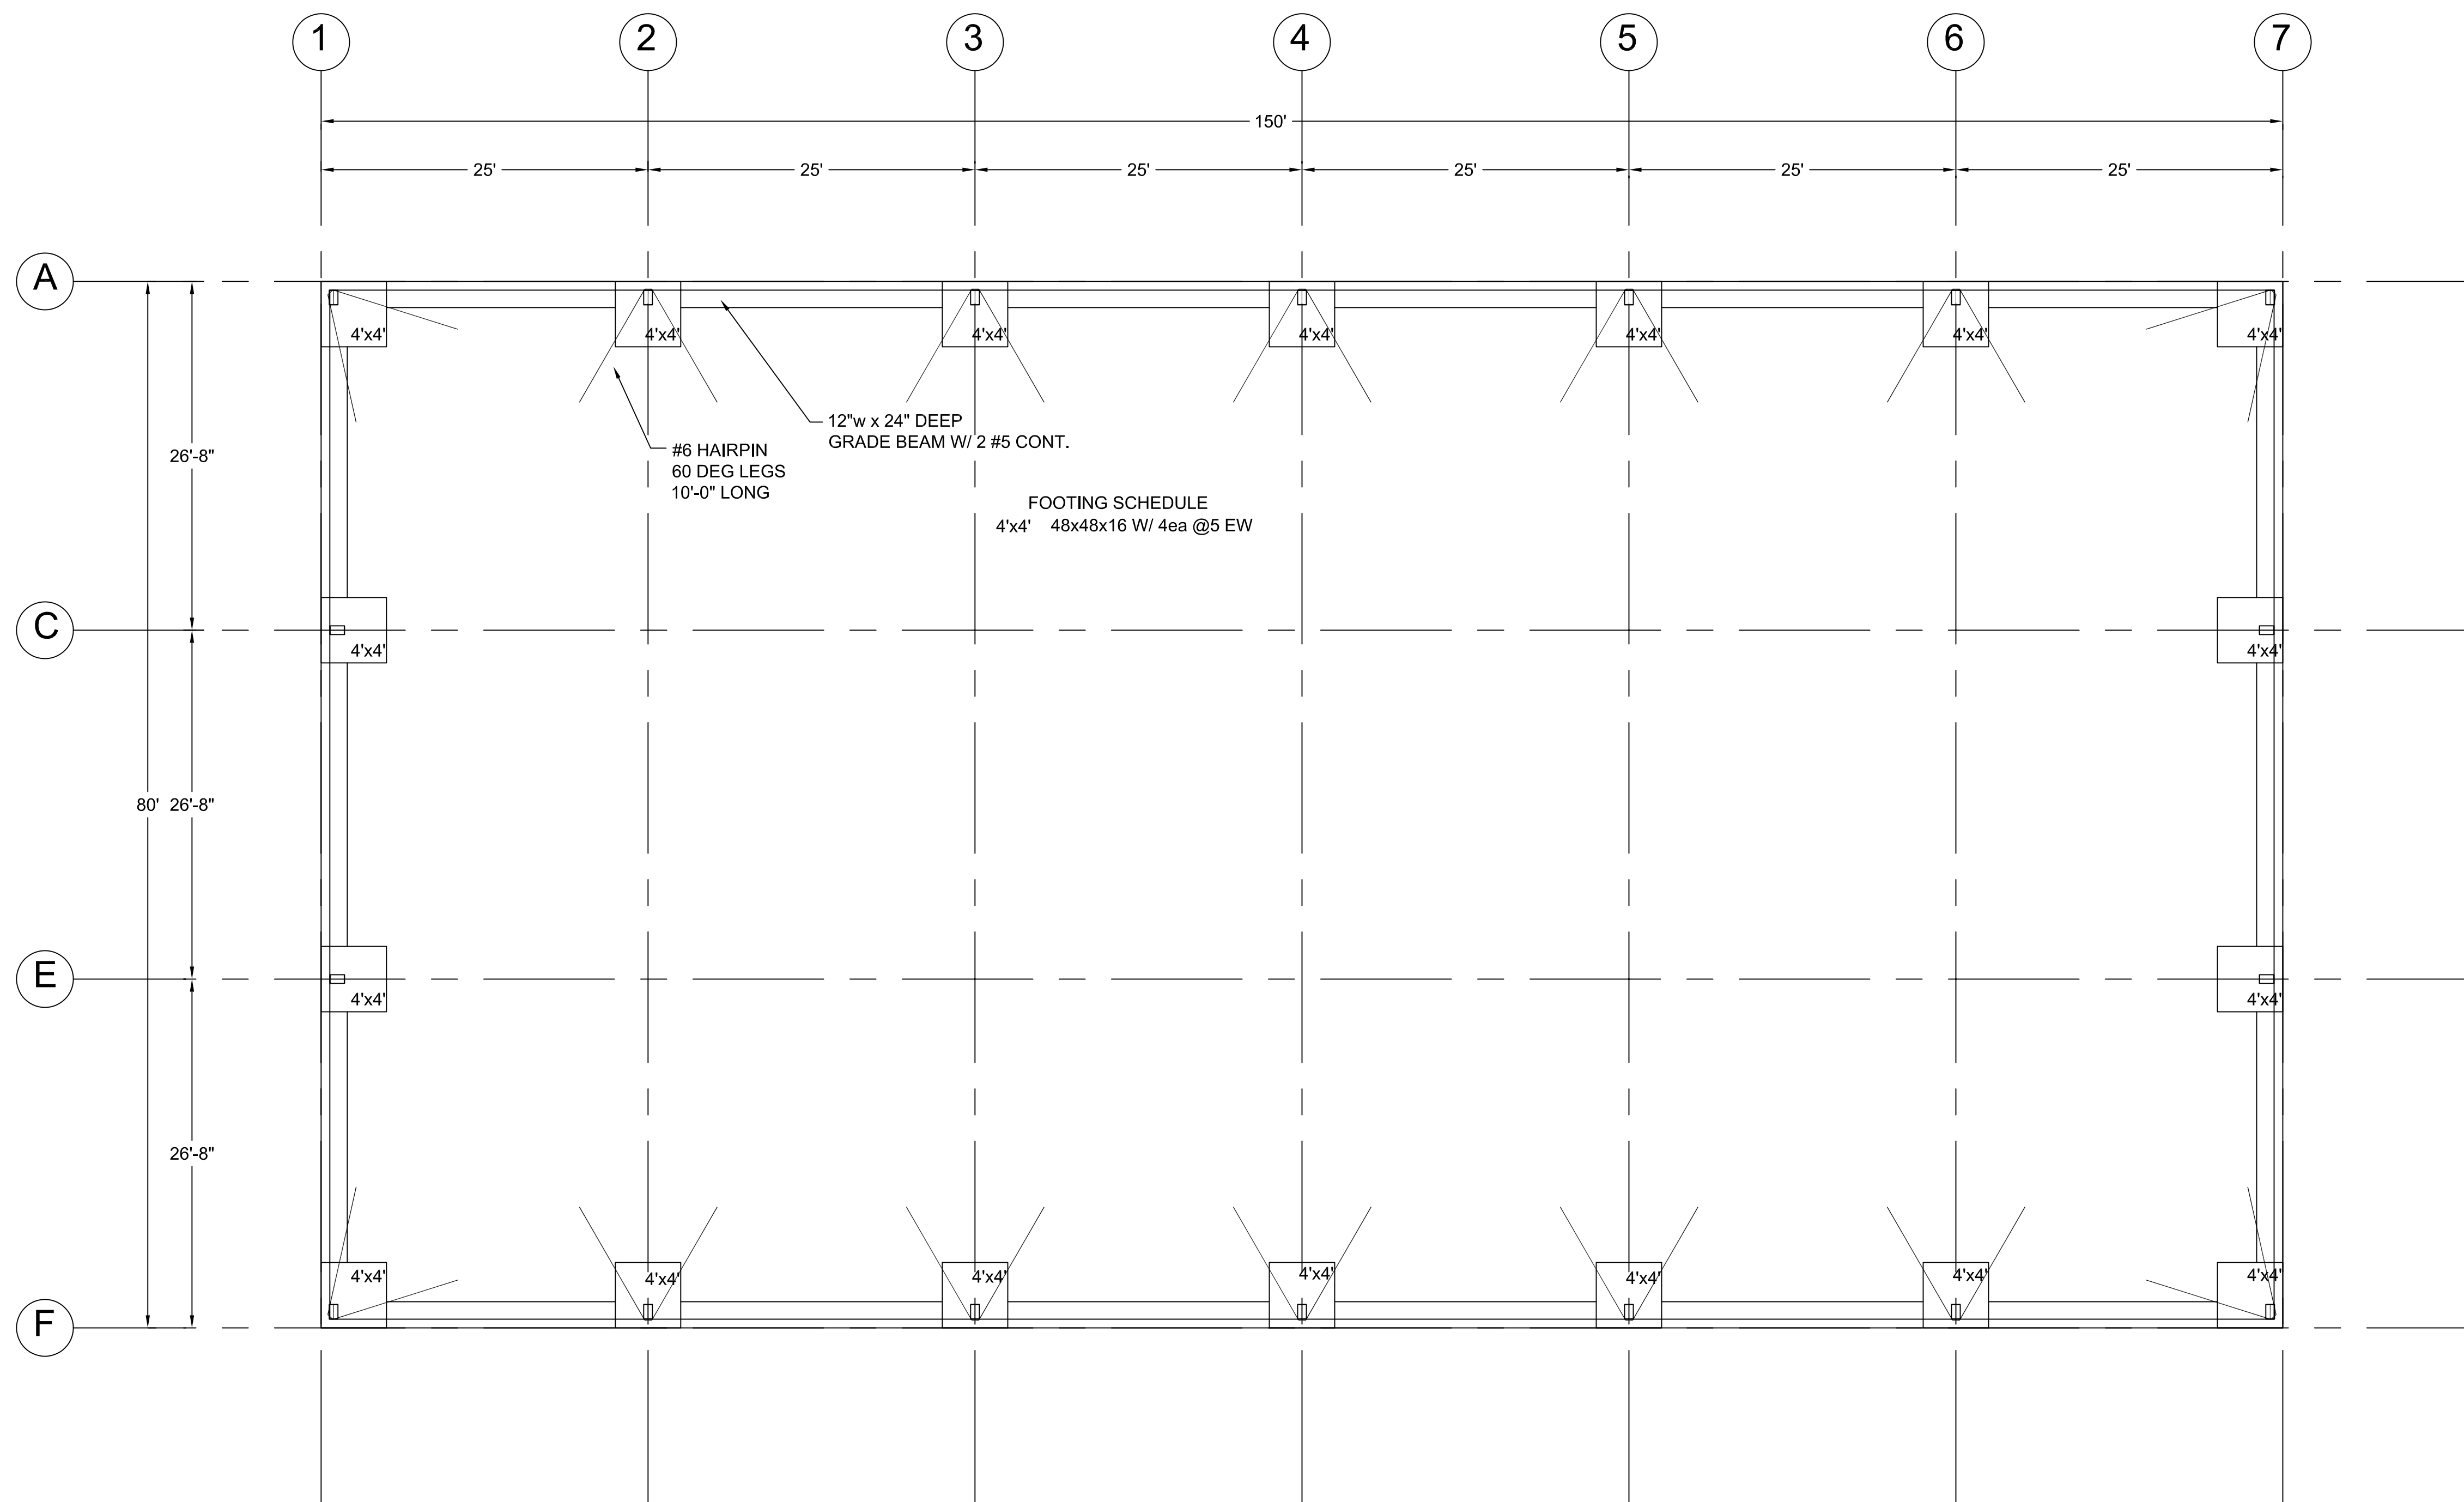 1 2 3 4 5 6 7
150'
25' 25' 25' 25' 25' 25'
A
4'x4' 4'x4' 4'x4' 4'x4' 4'x4' 4'x4' 4'x4'
12"w x 24" DEEP
GRADE BEAM W/ 2 #5 CONT.
#6 HAIRPIN
60 DEG LEGS
10'-0" LONG
26'-8"
FOOTING SCHEDULE
4'x4' 48x48x16 W/ 4ea @5 EW
C
4'x4' 4'x4'
80' 26'-8"
E
4'x4' 4'x4'
26'-8"
4'x4' 4'x4' 4'x4' 4'x4' 4'x4' 4'x4' 4'x4'
F